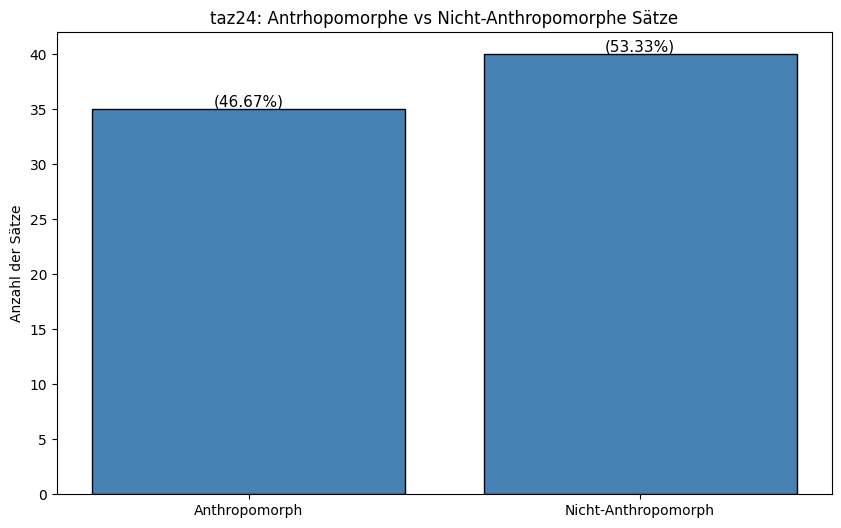 taz24: Antrhopomorphe vs Nicht-Anthropomorphe Sätze
(53.33%)
(46.67%)
Anzahl der Sätze
40
35
30
25
20
15
10
5
0
Anthropomorph
Nicht-Anthropomorph